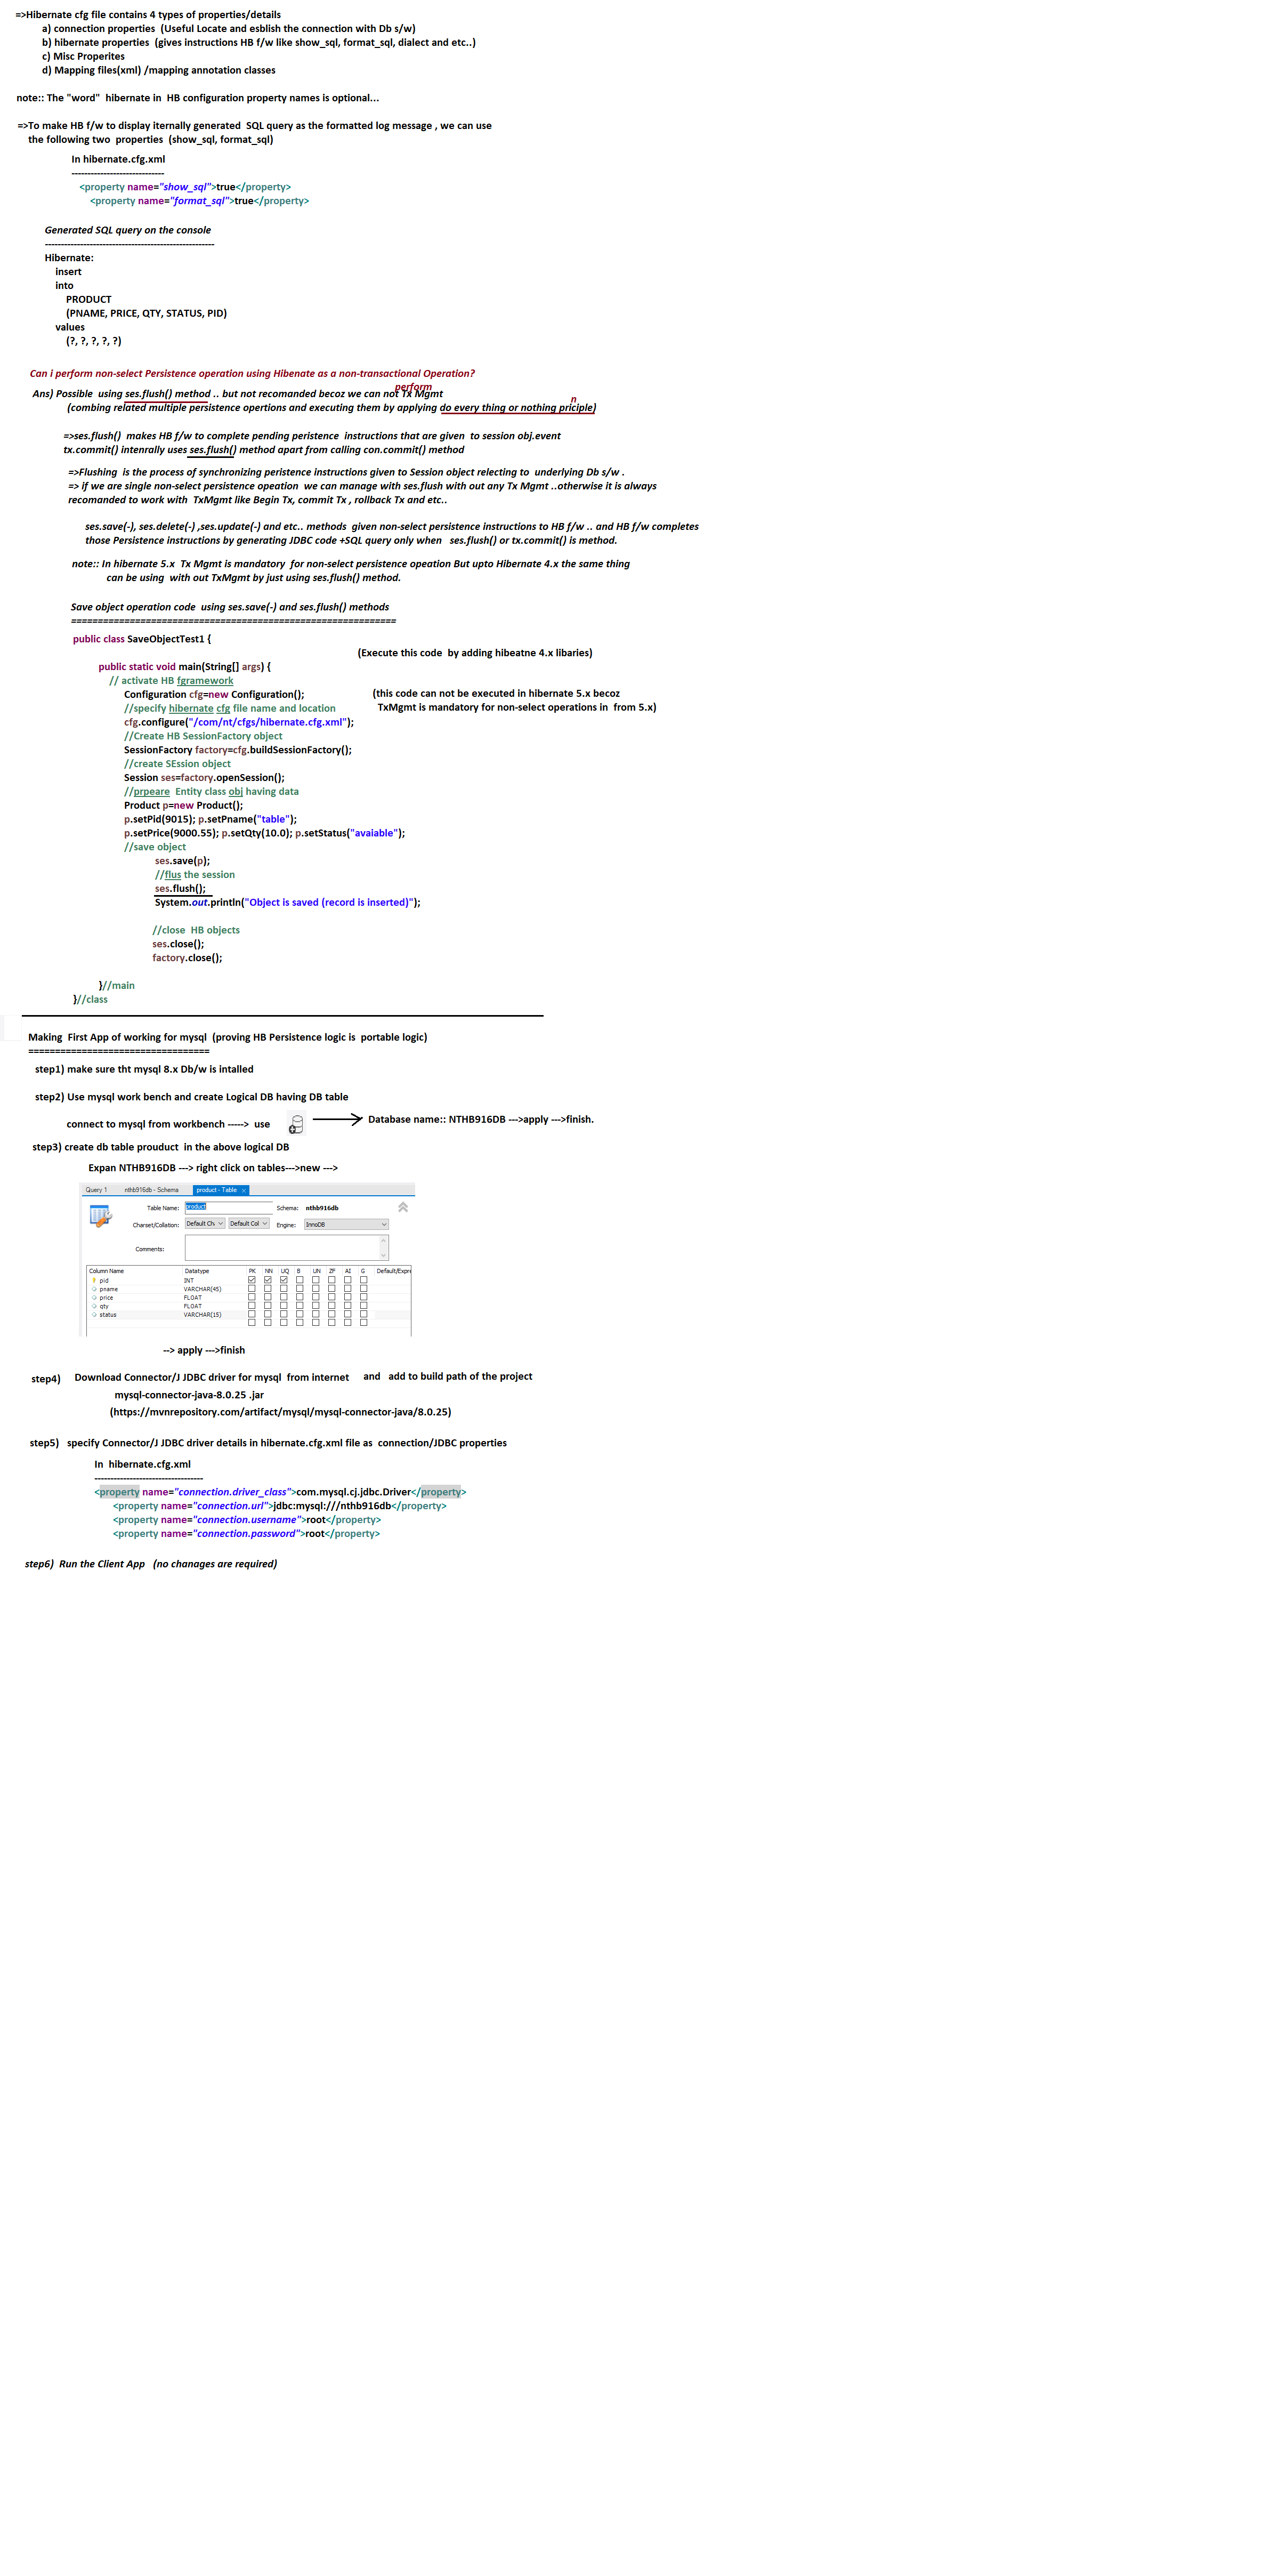 =>Hibernate cfg file contains 4 types of properties/details
a) connection properties (Useful Locate and esblish the connection with Db s/w)
b) hibernate properties (gives instructions HB f/w like show_sql, format_sql, dialect and etc..)
c) Misc Properites
d) Mapping files(xml) /mapping annotation classes
note:: The "word" hibernate in HB configuration property names is optional...
=>To make HB f/w to display iternally generated SQL query as the formatted log message , we can use
the following two properties (show_sql, format_sql)
In hibernate.cfg.xml
-----------------------------
<property name="show_sql">true</property>
<property name="format_sql">true</property>
Generated SQL query on the console
-----------------------------------------------------
Hibernate:
insert
into
PRODUCT
(PNAME, PRICE, QTY, STATUS, PID)
values
(?, ?, ?, ?, ?)
Can i perform non-select Persistence operation using Hibenate as a non-transactional Operation?
perform
Ans) Possible using ses.flush() method .. but not recomanded becoz we can not Tx Mgmt
n
(combing related multiple persistence opertions and executing them by applying do every thing or nothing priciple)
=>ses.flush() makes HB f/w to complete pending peristence instructions that are given to session obj.event
tx.commit() intenrally uses ses.flush() method apart from calling con.commit() method
=>Flushing is the process of synchronizing peristence instructions given to Session object relecting to underlying Db s/w .
=> if we are single non-select persistence opeation we can manage with ses.flush with out any Tx Mgmt ..otherwise it is always
recomanded to work with TxMgmt like Begin Tx, commit Tx , rollback Tx and etc..
ses.save(-), ses.delete(-) ,ses.update(-) and etc.. methods given non-select persistence instructions to HB f/w .. and HB f/w completes
those Persistence instructions by generating JDBC code +SQL query only when ses.flush() or tx.commit() is method.
note:: In hibernate 5.x Tx Mgmt is mandatory for non-select persistence opeation But upto Hibernate 4.x the same thing
can be using with out TxMgmt by just using ses.flush() method.
Save object operation code using ses.save(-) and ses.flush() methods
=============================================================
public class SaveObjectTest1 {
(Execute this code by adding hibeatne 4.x libaries)
public static void main(String[] args) {
// activate HB fgramework
Configuration cfg=new Configuration();
(this code can not be executed in hibernate 5.x becoz
//specify hibernate cfg file name and location
TxMgmt is mandatory for non-select operations in from 5.x)
cfg.configure("/com/nt/cfgs/hibernate.cfg.xml");
//Create HB SessionFactory object
SessionFactory factory=cfg.buildSessionFactory();
//create SEssion object
Session ses=factory.openSession();
//prpeare Entity class obj having data
Product p=new Product();
p.setPid(9015); p.setPname("table");
p.setPrice(9000.55); p.setQty(10.0); p.setStatus("avaiable");
//save object
ses.save(p);
//flus the session
ses.flush();
System.out.println("Object is saved (record is inserted)");
//close HB objects
ses.close();
factory.close();
}//main
}//class
Making First App of working for mysql (proving HB Persistence logic is portable logic)
==================================
step1) make sure tht mysql 8.x Db/w is intalled
step2) Use mysql work bench and create Logical DB having DB table
connect to mysql from workbench -----> use
Database name:: NTHB916DB --->apply --->finish.
step3) create db table prouduct in the above logical DB
Expan NTHB916DB ---> right click on tables--->new --->
Query 1 nthb916db - Schema product - Table x
Table Name: product Schema: nthb916db
Charset/Collation: Default Ch Default Col Engine: InnoDB
Comments:
Column Name Datatype PK NN UQ B UN ZF AI G Default/Expre
pid INT
pname VARCHAR(45)
price FLOAT
qty FLOAT
status VARCHAR(15)
--> apply --->finish
step4) Download Connector/J JDBC driver for mysql from internet and add to build path of the project
mysql-connector-java-8.0.25 .jar
(https://mvnrepository.com/artifact/mysql/mysql-connector-java/8.0.25)
step5) specify Connector/J JDBC driver details in hibernate.cfg.xml file as connection/JDBC properties
In hibernate.cfg.xml
----------------------------------
<property name="connection.driver_class">com.mysql.cj.jdbc.Driver</property>
<property name="connection.url">jdbc:mysql:///nthb916db</property>
<property name="connection.username">root</property>
<property name="connection.password">root</property>
step6) Run the Client App (no chanages are required)